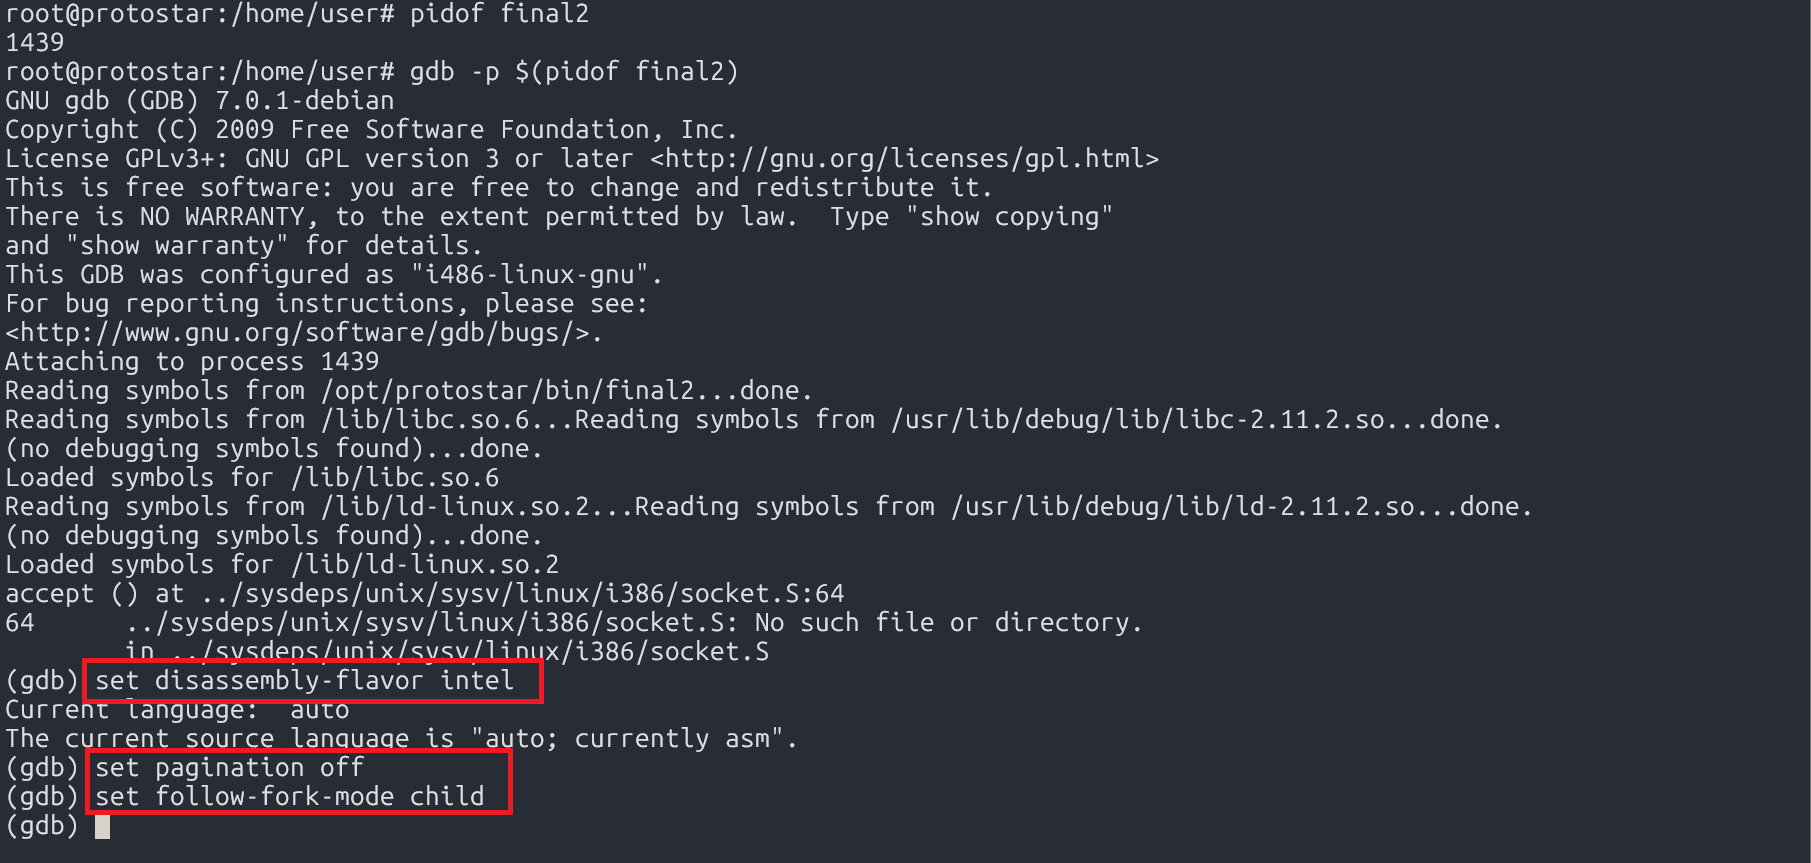 root@protostar:/home/user# pidof final2
1439
root@protostar:/home/user# gdb -p $(pidof final2)
GNU gdb (GDB) 7.0.1-debian
Copyright (C) 2009 Free Software Foundation, Inc.
License GPLv3+: GNU GPL version 3 or later <http://gnu.org/licenses/gpl.html>
This is free software: you are free to change and redistribute it.
There is NO WARRANTY, to the extent permitted by law.  Type "show copying"
and "show warranty" for details.
This GDB was configured as "i486-linux-gnu".
For bug reporting instructions, please see:
<http://www.gnu.org/software/gdb/bugs/>.
Attaching to process 1439
Reading symbols from /opt/protostar/bin/final2...done.
Reading symbols from /lib/libc.so.6...Reading symbols from /usr/lib/debug/lib/libc-2.11.2.so...done.
(no debugging symbols found)...done.
Loaded symbols for /lib/libc.so.6
Reading symbols from /lib/ld-linux.so.2...Reading symbols from /usr/lib/debug/lib/ld-2.11.2.so...done.
(no debugging symbols found)...done.
Loaded symbols for /lib/ld-linux.so.2
accept () at ../sysdeps/unix/sysv/linux/i386/socket.S:64
64      ../sysdeps/unix/sysv/linux/i386/socket.S: No such file or directory.
        in ../sysdeps/unix/sysv/linux/i386/socket.S
(gdb) set disassembly-flavor intel
Current language:  auto
The current source language is "auto; currently asm".
(gdb) set pagination off
(gdb) set follow-fork-mode child
(gdb)